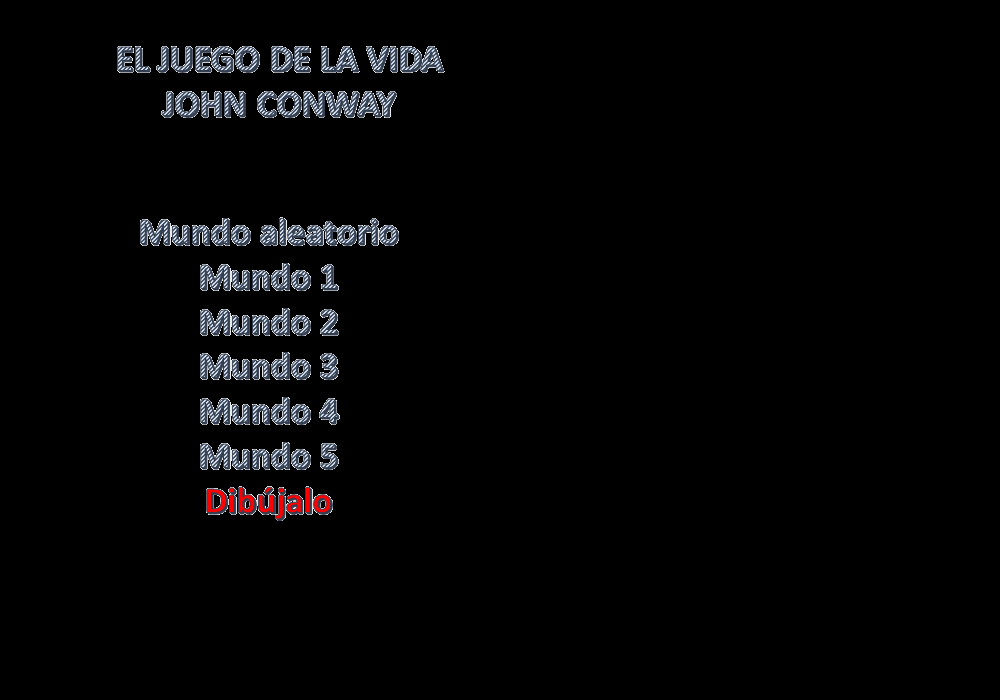 EL JUEGO DE LA VIDA
JOHN CONWAY
Mundo aleatorio
Mundo 1
Mundo 2
Mundo 3
Mundo 4
Mundo 5
Dibújalo